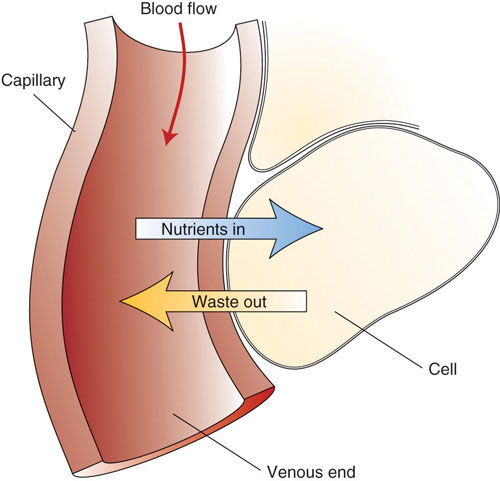 Blood flow
Capillary
Nutrients in
Waste out
Cell
Venous end